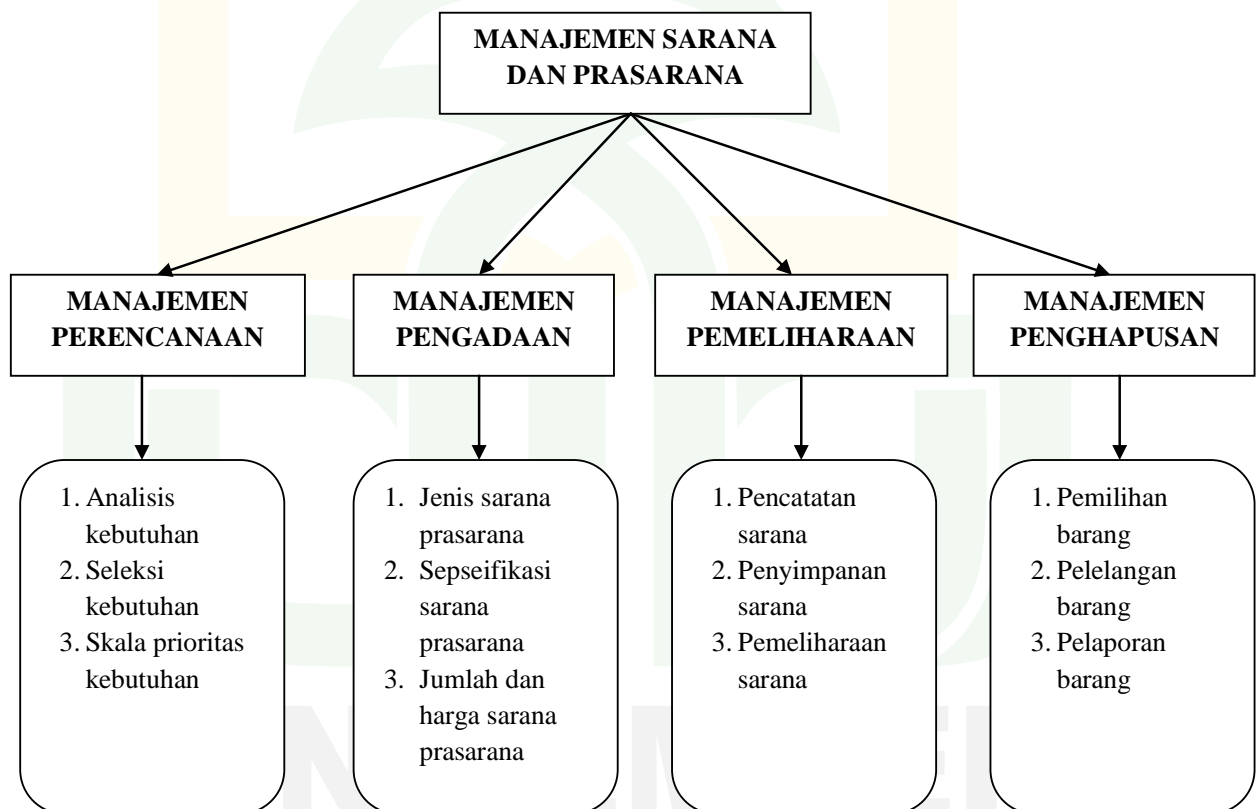 MANAJEMEN SARANA
DAN PRASARANA
MANAJEMEN
PERENCANAAN
MANAJEMEN
PENGADAAN
MANAJEMEN
PEMELIHARAAN
MANAJEMEN
PENGHAPUSAN
1. Analisis
kebutuhan
2. Seleksi
kebutuhan
3. Skala prioritas
kebutuhan
1. Jenis sarana
prasarana
2. Sepseifikasi
sarana
prasarana
3. Jumlah dan
harga sarana
prasarana
1. Pencatatan
sarana
2. Penyimpanan
sarana
3. Pemeliharaan
sarana
1. Pemilihan
barang
2. Pelelangan
barang
3. Pelaporan
barang